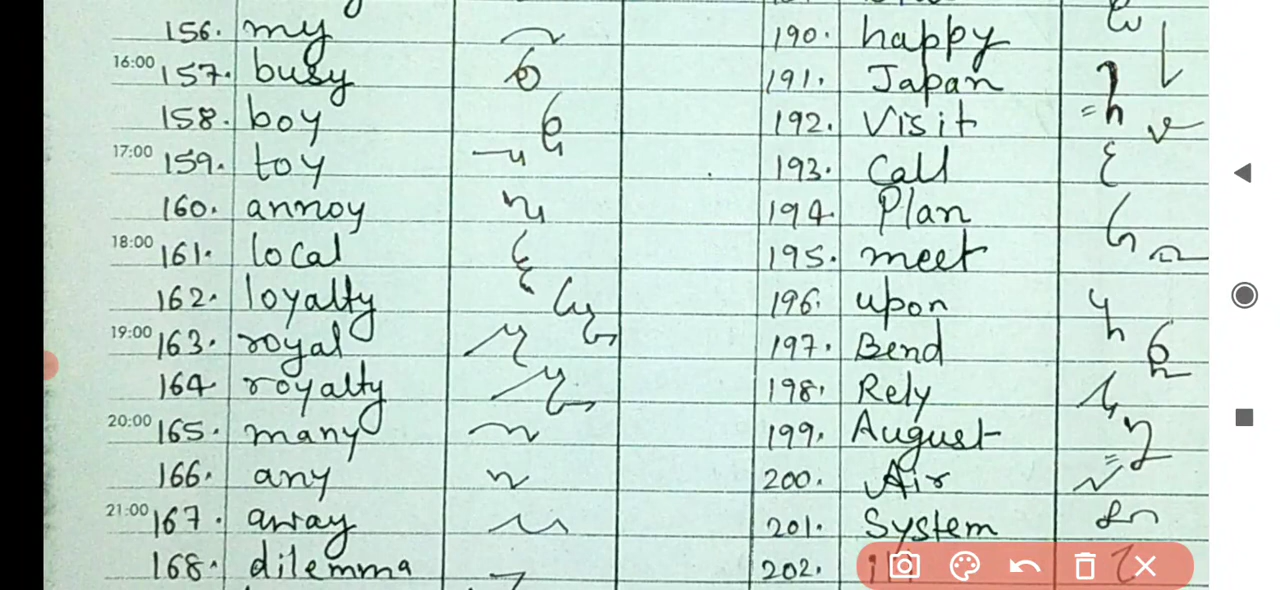 156. my
16:00
157. busy
158. boy
17:00
159. toy
160. annoy
18:00
161. local
162. loyalty
19:00
163. royal
164 royalty
20:00
165. many
166. any
21:00
167. array
168. dilemma
190. happy
191. Japan
192. Visit
193. Call
194. Plan
195. meet
196. upon
197. Bend
198. Rely
199. August
200. Air
201. System
202.